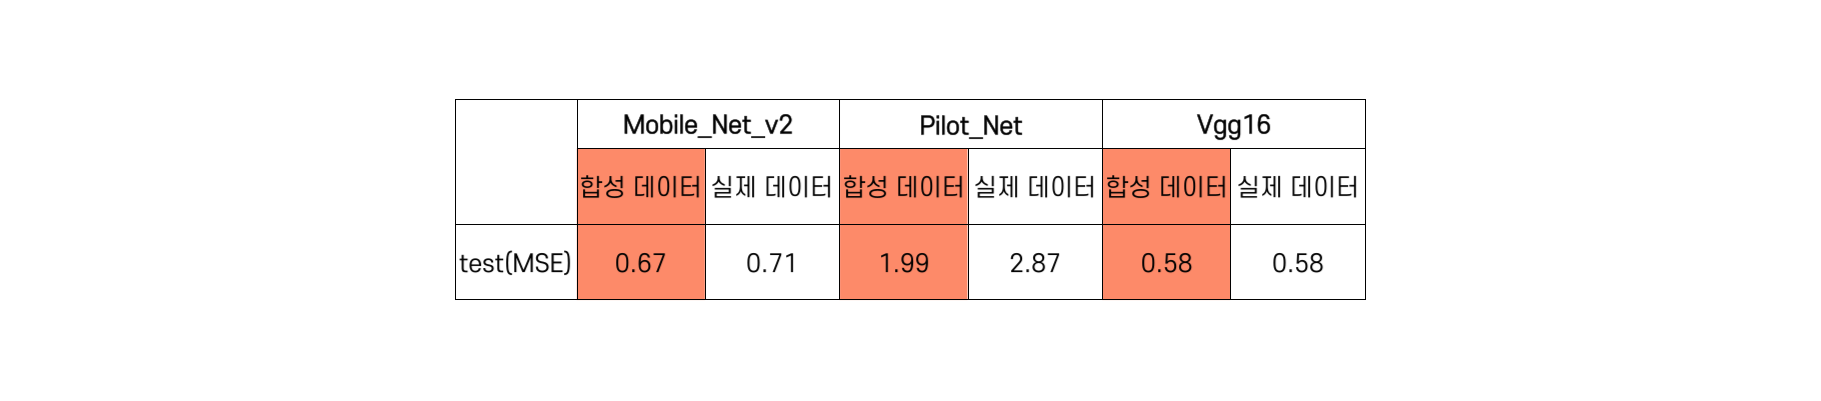 Mobile_Net_v2 Pilot_Net Vgg16
합성 데이터 실제 데이터 합성 데이터 실제 데이터 합성 데이터 실제 데이터
test(MSE) 0.67 0.71 1.99 2.87 0.58 0.58